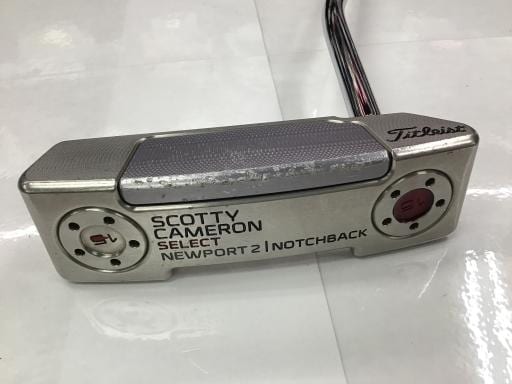 Titleist
SCOTTY
CAMERON
SELECT
NEWPORT 2 | NOTCHBACK